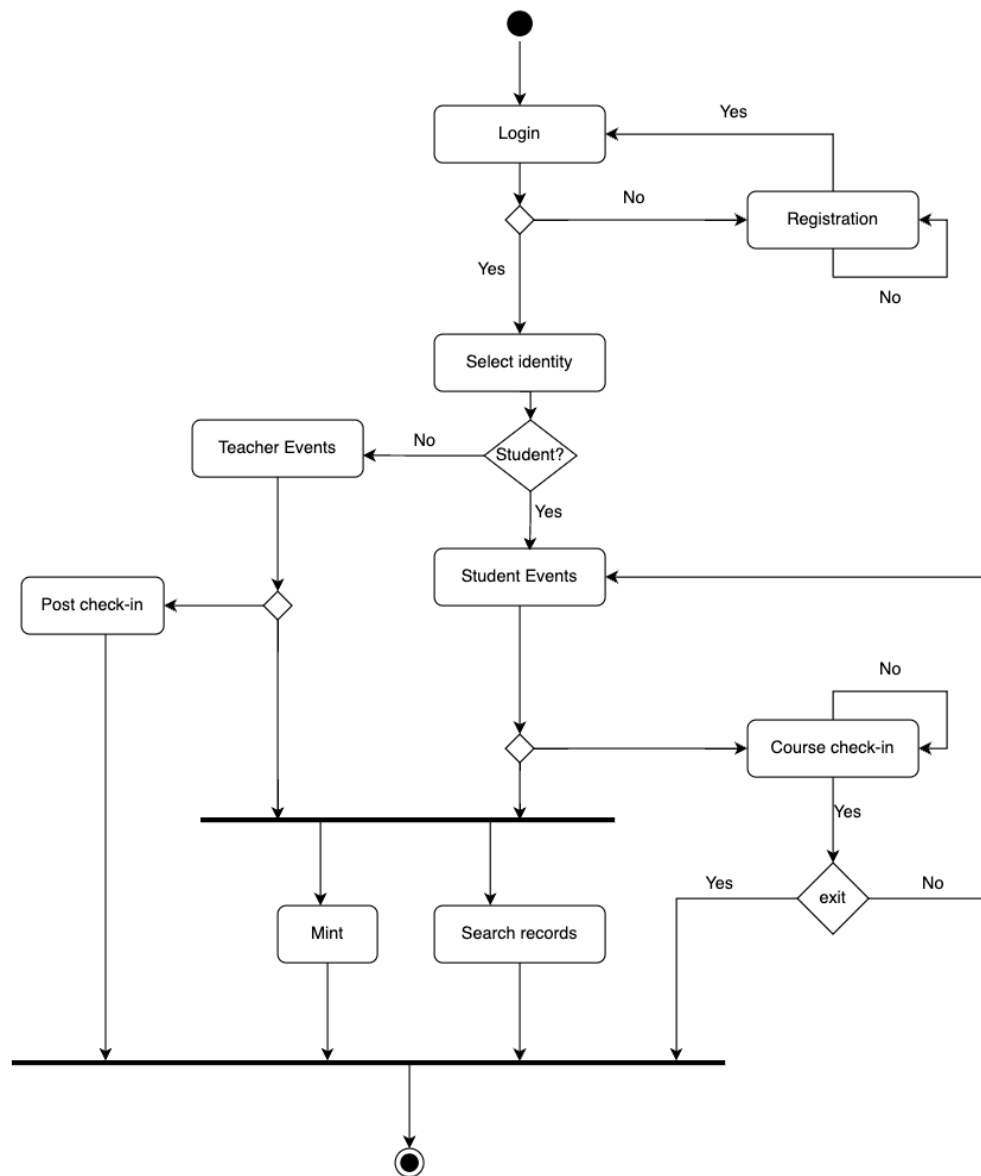 Login
Yes
No
Registration
Yes
No
Select identity
Teacher Events
No
Student?
Yes
Student Events
Post check-in
No
Course check-in
Yes
Yes
exit
No
Mint
Search records